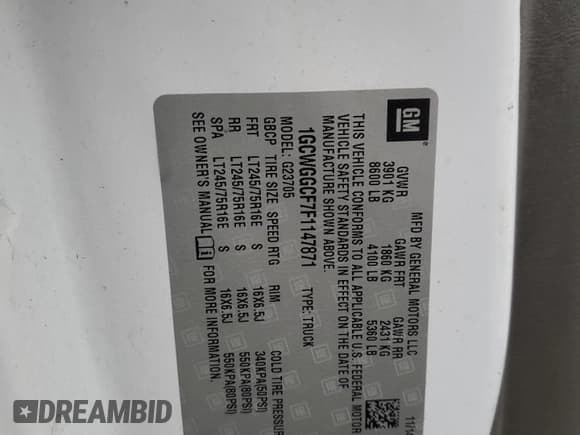 GM
MFD BY GENERAL MOTORS LLC 11/14
GVWR GAWR FRT GAWR RR
3901 KG 1860 KG 2431 KG
8600 LB 4100 LB 5360 LB
THIS VEHICLE CONFORMS TO ALL APPLICABLE U.S. FEDERAL MOTOR
VEHICLE SAFETY STANDARDS IN EFFECT ON THE DATE OF
MANUFACTURE SHOWN ABOVE.
1GCWGGCF7F1147871 TYPE: TRUCK
MODEL: G23705
GBCP TIRE SIZE SPEED RTG RIM COLD TIRE PRESSURE
FRT LT245/75R16E S 16X6.5J 340KPA(50PSI)
RR LT245/75R16E S 16X6.5J 550KPA(80PSI)
SPA LT245/75R16E S 16X6.5J 550KPA(80PSI)
SEE OWNER'S MANUAL i FOR MORE INFORMATION.
DREAMBID